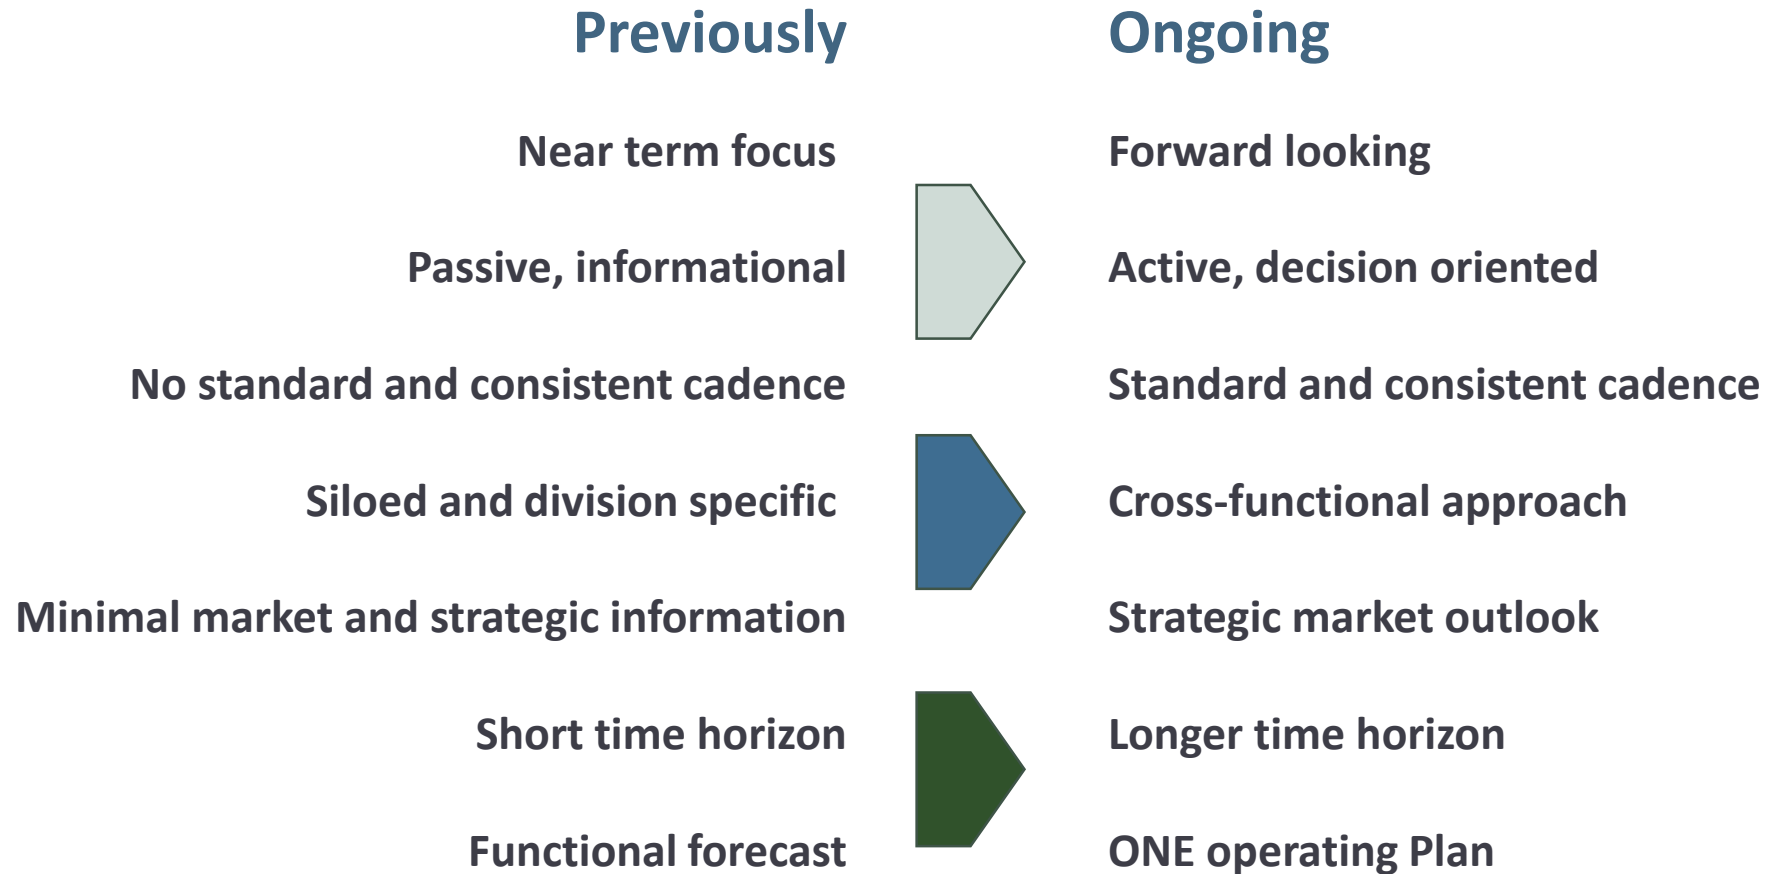 Previously Ongoing
Near term focus Forward looking
Passive, informational Active, decision oriented
No standard and consistent cadence Standard and consistent cadence
Siloed and division specific Cross-functional approach
Minimal market and strategic information Strategic market outlook
Short time horizon Longer time horizon
Functional forecast ONE operating Plan